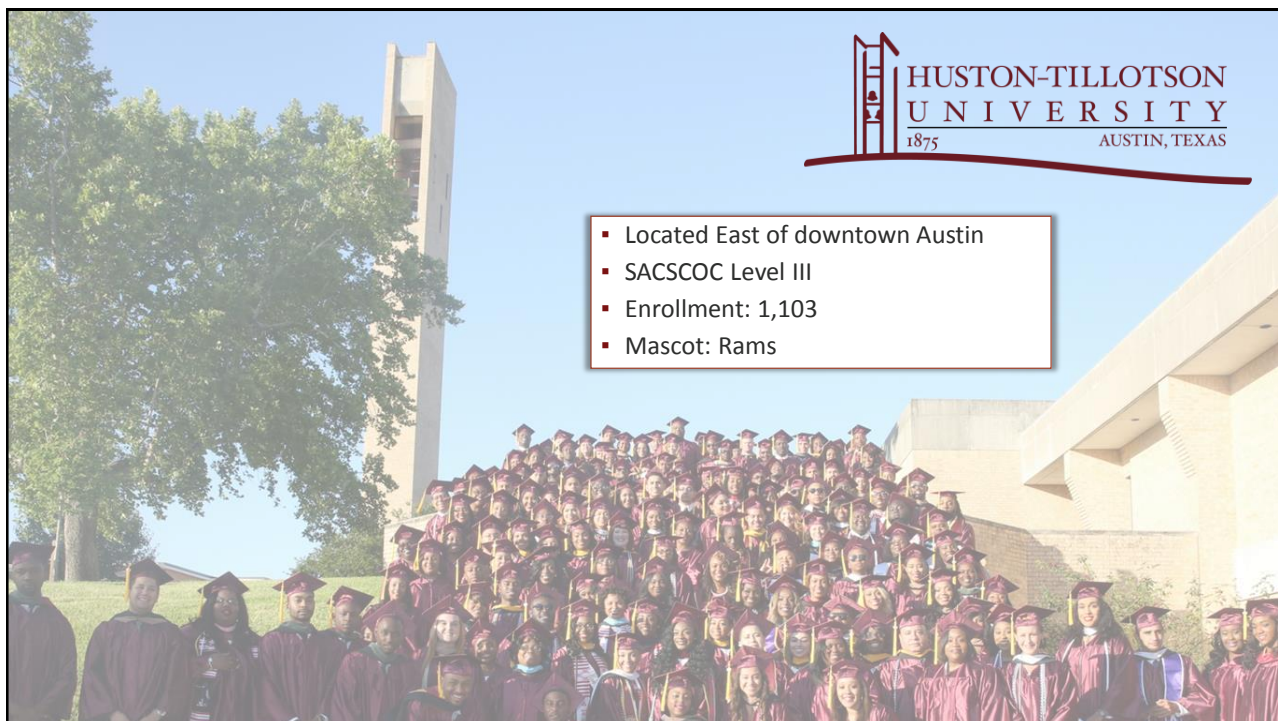 HUSTON-TILLOTSON
UNIVERSITY
1875 AUSTIN, TEXAS
▪ Located East of downtown Austin
▪ SACSCOC Level III
▪ Enrollment: 1,103
▪ Mascot: Rams